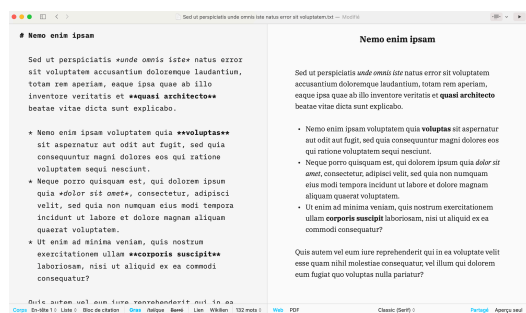 Sed ut perspiciatis unde omnis iste natus error sit voluptatem.txt — Modifié
# Nemo enim ipsam
Sed ut perspiciatis *unde omnis iste* natus error
sit voluptatem accusantium doloremque laudantium,
totam rem aperiam, eaque ipsa quae ab illo
inventore veritatis et **quasi architecto**
beatae vitae dicta sunt explicabo.
* Nemo enim ipsam voluptatem quia **voluptas**
sit aspernatur aut odit aut fugit, sed quia
consequuntur magni dolores eos qui ratione
voluptatem sequi nesciunt.
* Neque porro quisquam est, qui dolorem ipsum
quia *dolor sit amet*, consectetur, adipisci
velit, sed quia non numquam eius modi tempora
incidunt ut labore et dolore magnam aliquam
quaerat voluptatem.
* Ut enim ad minima veniam, quis nostrum
exercitationem ullam **corporis suscipit**
laboriosam, nisi ut aliquid ex ea commodi
consequatur?
Quis autem vel eum iure reprehenderit qui in ea
Nemo enim ipsam
Sed ut perspiciatis unde omnis iste natus error sit voluptatem
accusantium doloremque laudantium, totam rem aperiam,
eaque ipsa quae ab illo inventore veritatis et quasi architecto
beatae vitae dicta sunt explicabo.
• Nemo enim ipsam voluptatem quia voluptas sit aspernatur
aut odit aut fugit, sed quia consequuntur magni dolores eos
qui ratione voluptatem sequi nesciunt.
• Neque porro quisquam est, qui dolorem ipsum quia dolor sit
amet, consectetur, adipisci velit, sed quia non numquam
eius modi tempora incidunt ut labore et dolore magnam
aliquam quaerat voluptatem.
• Ut enim ad minima veniam, quis nostrum exercitationem
ullam corporis suscipit laboriosam, nisi ut aliquid ex ea
commodi consequatur?
Quis autem vel eum iure reprehenderit qui in ea voluptate velit
esse quam nihil molestiae consequatur, vel illum qui dolorem
eum fugiat quo voluptas nulla pariatur?
Corps En-tête 1 Liste Bloc de citation Gras Italique Barré Lien Wikilien 132 mots Web PDF Classic (Serif) Partagé Aperçu seul